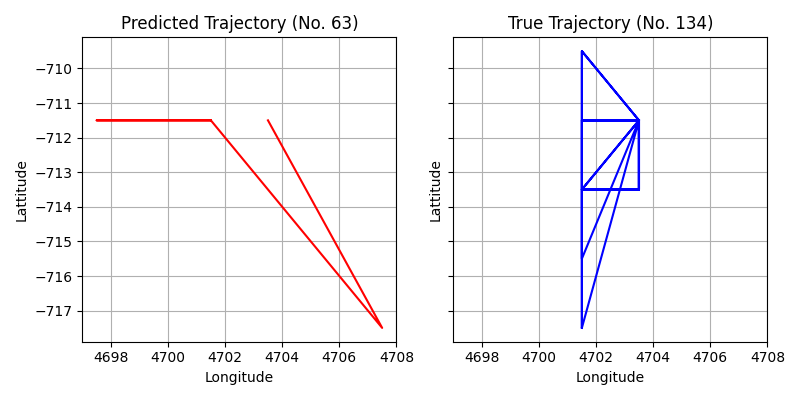 Predicted Trajectory (No. 63)
True Trajectory (No. 134)
Lattitude
−710
−711
−712
−713
−714
−715
−716
−717
4698 4700 4702 4704 4706 4708
Longitude
Lattitude
4698 4700 4702 4704 4706 4708
Longitude